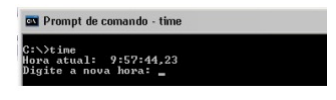 Prompt de comando - time
C:\>time
Hora atual:  9:57:44,23
Digite a nova hora: _